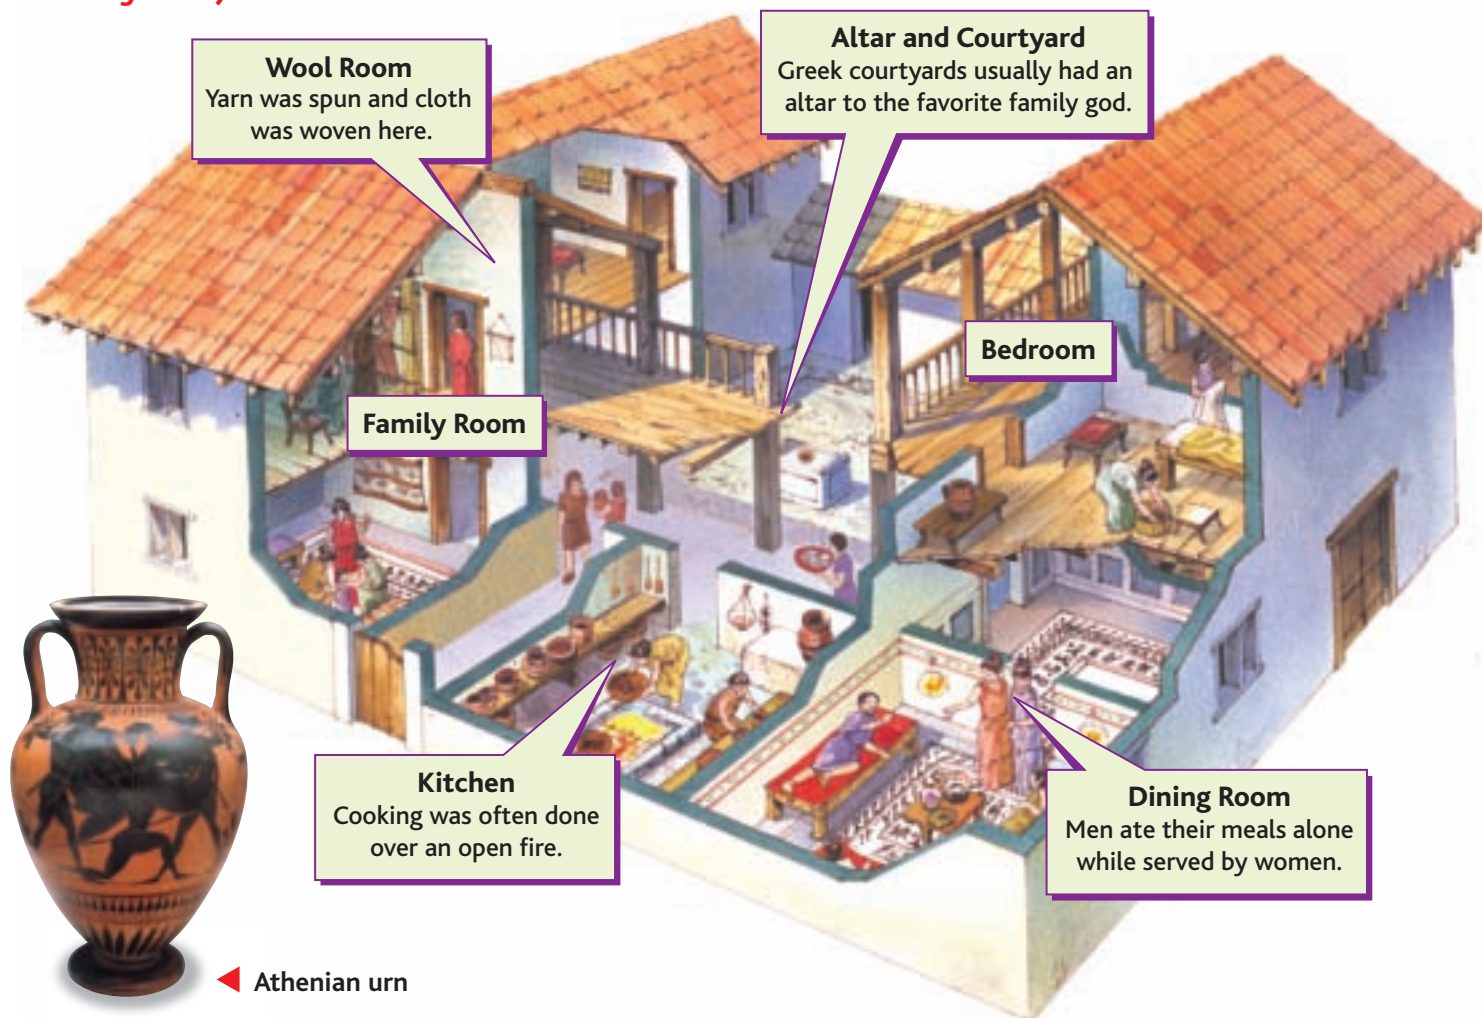 Wool Room
Yarn was spun and cloth
was woven here.
Altar and Courtyard
Greek courtyards usually had an
altar to the favorite family god.
Bedroom
Family Room
Kitchen
Cooking was often done
over an open fire.
Dining Room
Men ate their meals alone
while served by women.
Athenian urn